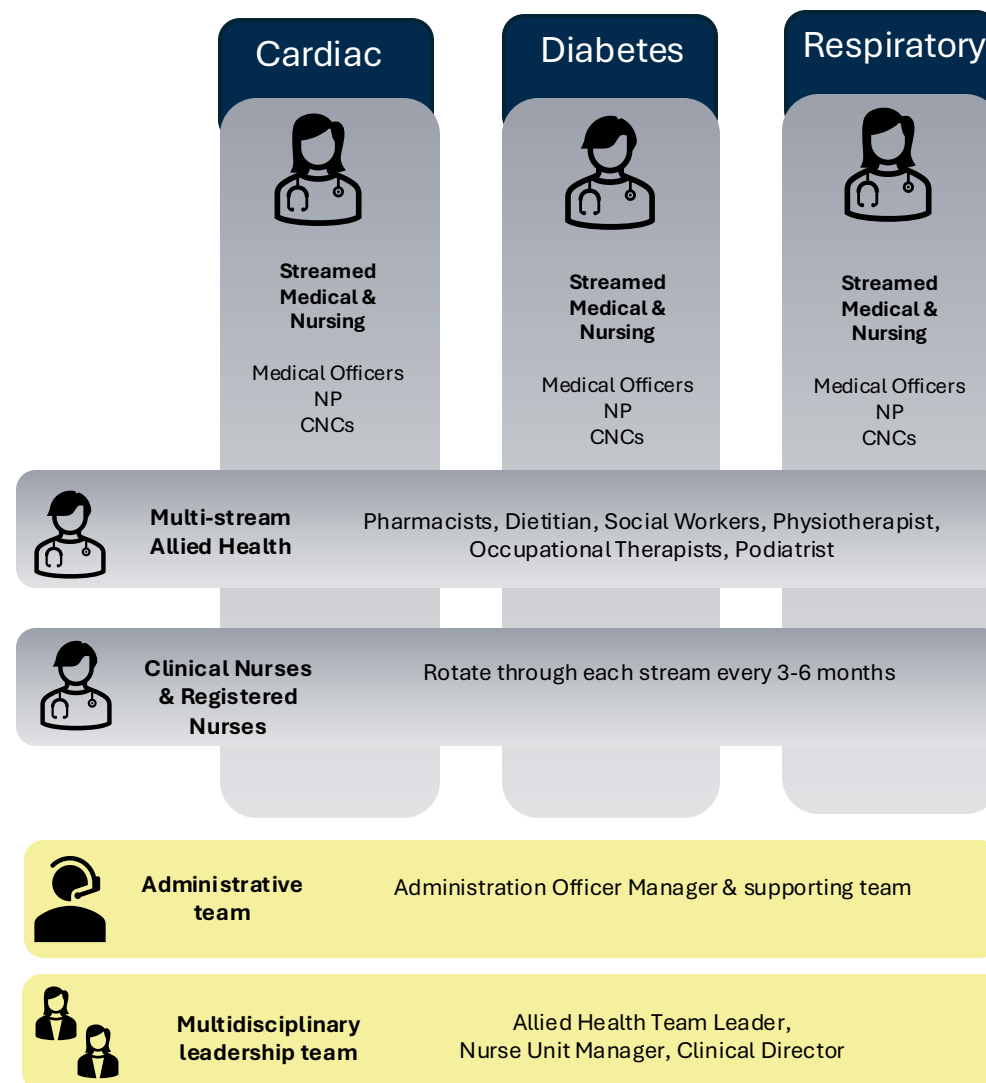 Cardiac
Diabetes
Respiratory
Streamed
Medical &
Nursing
Medical Officers
NP
CNCs
Streamed
Medical &
Nursing
Medical Officers
NP
CNCs
Streamed
Medical &
Nursing
Medical Officers
NP
CNCs
Multi-stream
Allied Health
Pharmacists, Dietitian, Social Workers, Physiotherapist,
Occupational Therapists, Podiatrist
Clinical Nurses
& Registered
Nurses
Rotate through each stream every 3-6 months
Administrative
team
Administration Officer Manager & supporting team
Multidisciplinary
leadership team
Allied Health Team Leader,
Nurse Unit Manager, Clinical Director